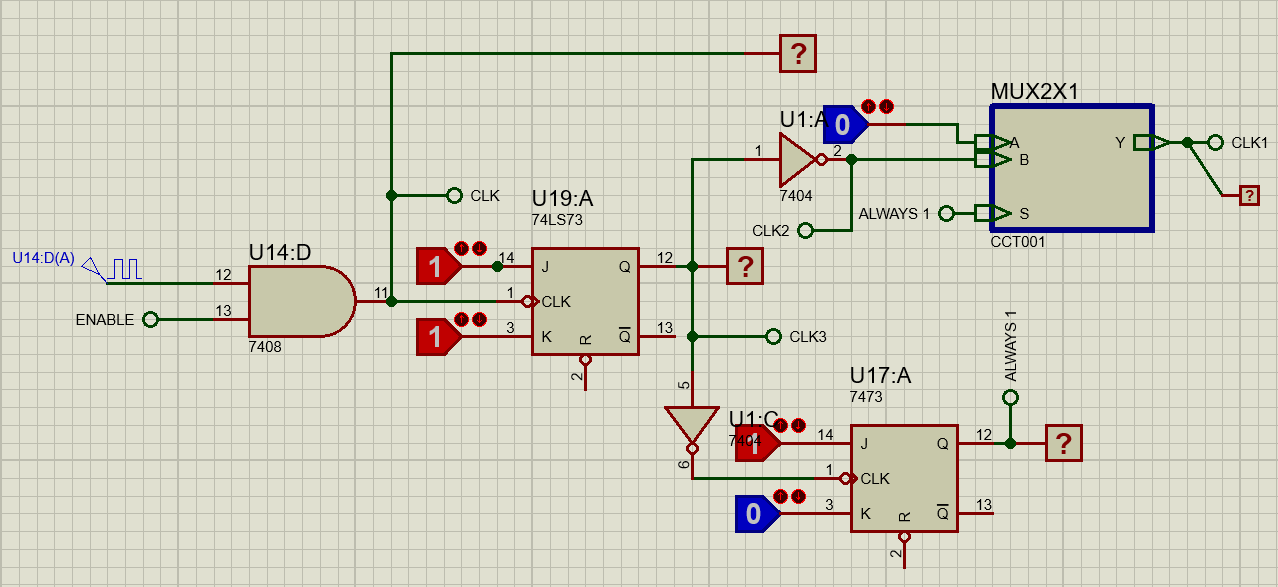 ?
MUX2X1
U1:A
0
A
Y
CLK1
1
2
B
?
7404
CLK
U19:A
74LS73
ALWAYS 1
S
CLK2
CCT001
U14:D
U14:D(A)
12
1
14
J
Q
12
?
11
1
CLK
13
ENABLE
1
3
K
Q
13
CLK3
7408
R
2
ALWAYS 1
5
U17:A
7473
U1:C
7404
1
14
J
Q
12
?
6
1
CLK
0
3
K
Q
13
R
2